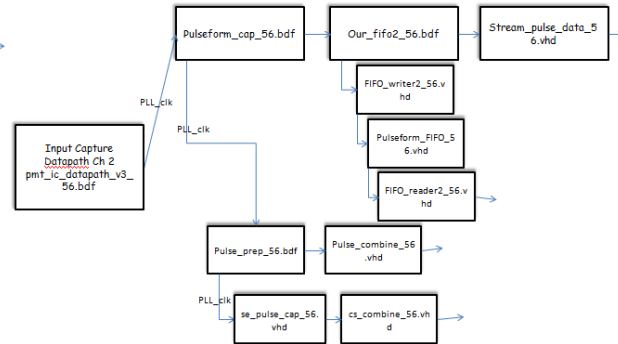 Pulseform_cap_56.bdf
Our_fifo2_56.bdf
Stream_pulse_data_5
6.vhd
FIFO_writer2_56.v
hd
PLL_clk
PLL_clk
Pulseform_FIFO_5
6.vhd
Input Capture
Datapath Ch 2
pmt_ic_datapath_v3_
56.bdf
FIFO_reader2_56.v
hd
Pulse_prep_56.bdf
Pulse_combine_56
.vhd
PLL_clk
se_pulse_cap_56.
vhd
cs_combine_56.vh
d